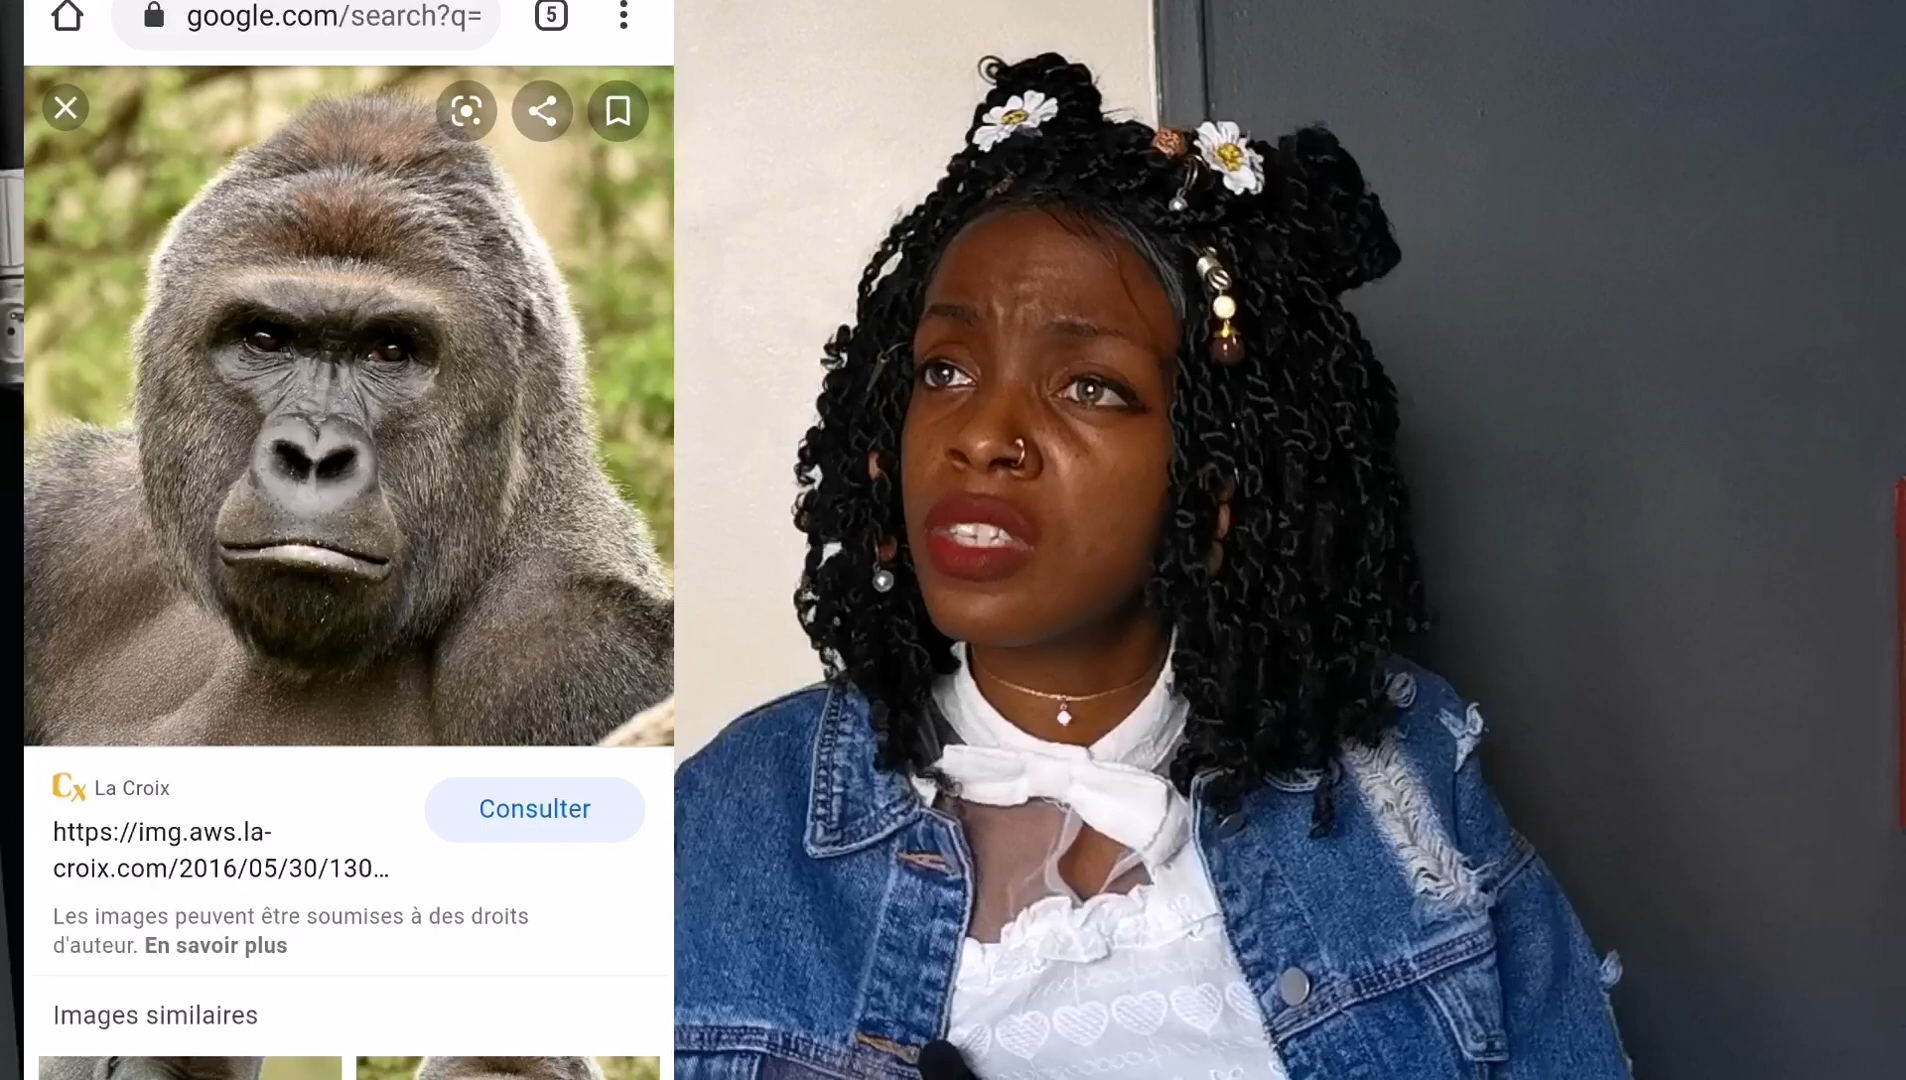 google.com/search?q=
5
Cx La Croix
Consulter
https://img.aws.la-
croix.com/2016/05/30/130...
Les images peuvent être soumises à des droits
d'auteur. En savoir plus
Images similaires